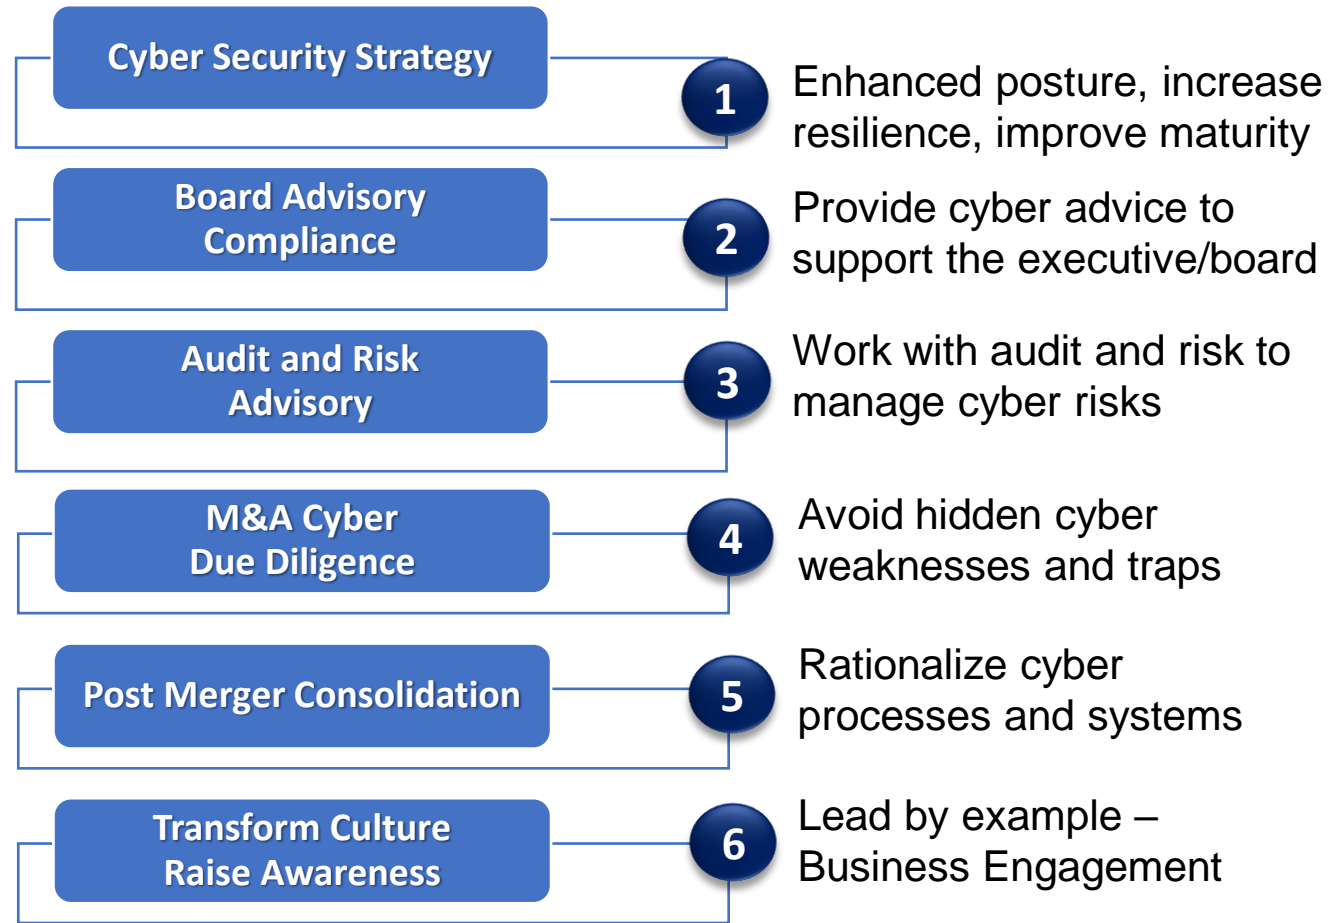 Cyber Security Strategy
1
Enhanced posture, increase
resilience, improve maturity
Board Advisory
Compliance
2
Provide cyber advice to
support the executive/board
Audit and Risk
Advisory
3
Work with audit and risk to
manage cyber risks
M&A Cyber
Due Diligence
4
Avoid hidden cyber
weaknesses and traps
Post Merger Consolidation
5
Rationalize cyber
processes and systems
Transform Culture
Raise Awareness
6
Lead by example –
Business Engagement